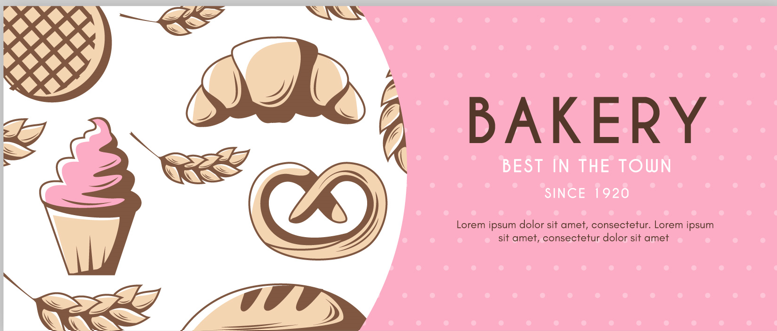 BAKERY
BEST IN THE TOWN
SINCE 1920
Lorem ipsum dolor sit amet, consectetur. Lorem ipsum
sit amet, consectetur dolor sit amet